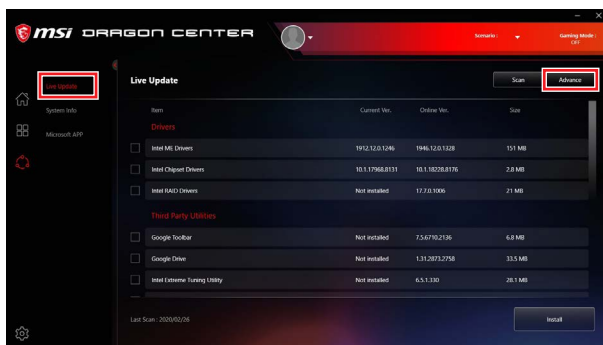 msi DRAGON CENTER
Scenario :
Gaming Mode :
OFF
Live Update
System Info
Microsoft APP
Live Update
Scan
Advance
Item Current Ver. Online Ver. Size
Drivers
Intel ME Drivers 1912.12.0.1246 1946.12.0.1328 151 MB
Intel Chipset Drivers 10.1.17968.8131 10.1.18228.8176 2.8 MB
Intel RAID Drivers Not installed 17.7.0.1006 21 MB
Third Party Utilities
Google Toolbar Not installed 7.5.6710.2136 6.8 MB
Google Drive Not installed 1.31.2873.2758 33.5 MB
Intel Extreme Tuning Utility Not installed 6.5.1.330 28.1 MB
Last Scan : 2020/02/26
Install